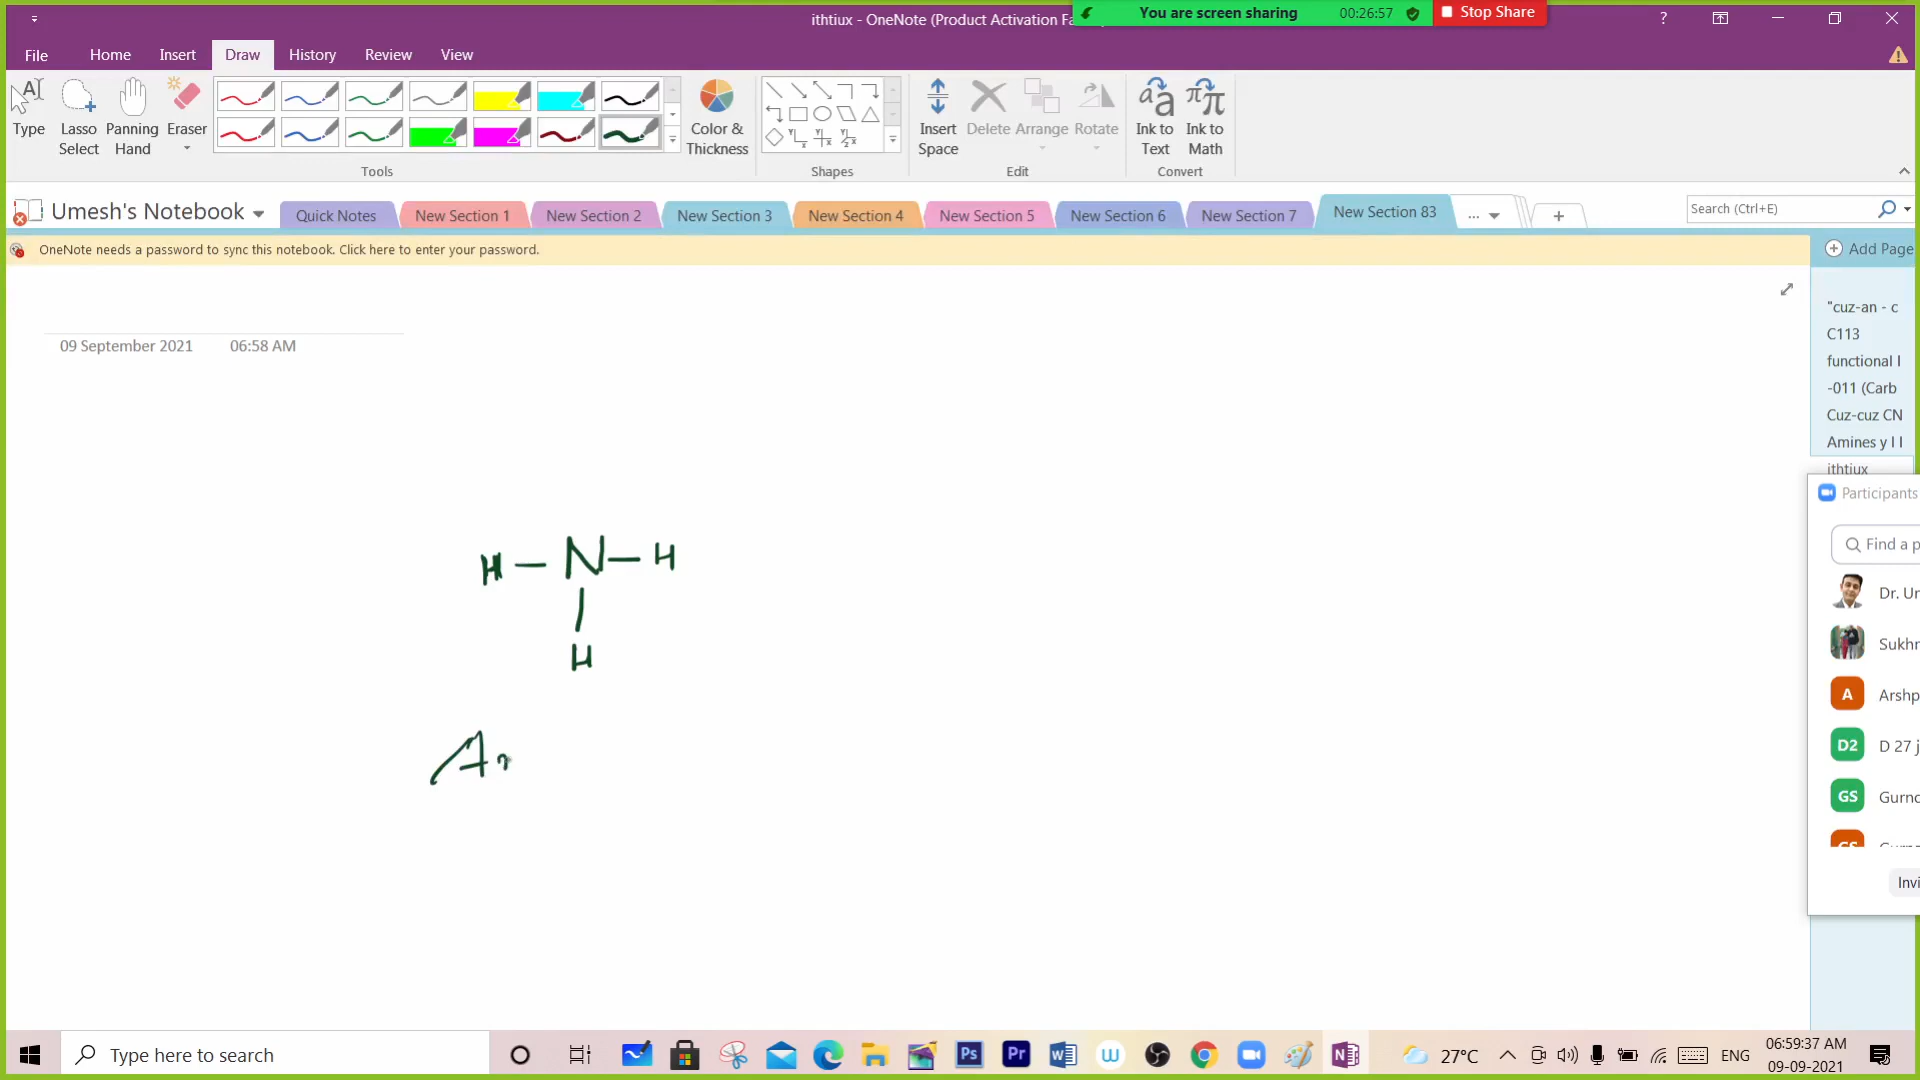 ithtiux - OneNote (Product Activation Fa
You are screen sharing
00:26:57
Stop Share
?
File
Home
Insert
Draw
History
Review
View
Type
Lasso Select
Panning Hand
Eraser
Color & Thickness
Insert Space
Delete
Arrange
Rotate
Ink to Text
Ink to Math
Tools
Shapes
Edit
Convert
Umesh's Notebook
Quick Notes
New Section 1
New Section 2
New Section 3
New Section 4
New Section 5
New Section 6
New Section 7
New Section 83
...
Search (Ctrl+E)
OneNote needs a password to sync this notebook. Click here to enter your password.
Add Page
09 September 2021 06:58 AM
"cuz-an - c
C113
functional I
-011 (Carb
Cuz-cuz CN
Amines y I I
ithtiux
Participants
Find a p
Dr. Ur
Sukhr
A Arshp
D2 D 27 j
GS Gurnc
Invi
H - N - H
H
Type here to search
27°C
ENG
06:59:37 AM
09-09-2021